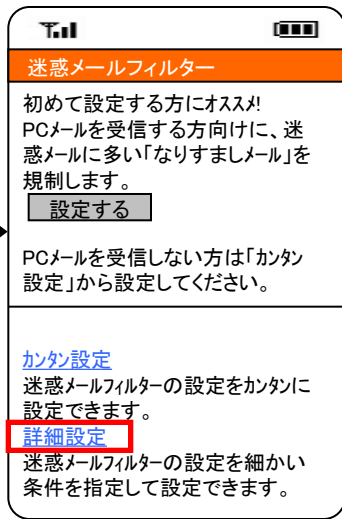 迷惑メールフィルター
初めて設定する方にオススメ!
PCメールを受信する方向けに、迷
惑メールに多い「なりすましメール」を
規制します。
設定する
PCメールを受信しない方は「カンタン
設定」から設定してください。
カンタン設定
迷惑メールフィルターの設定をカンタンに
設定できます。
詳細設定
迷惑メールフィルターの設定を細かい
条件を指定して設定できます。